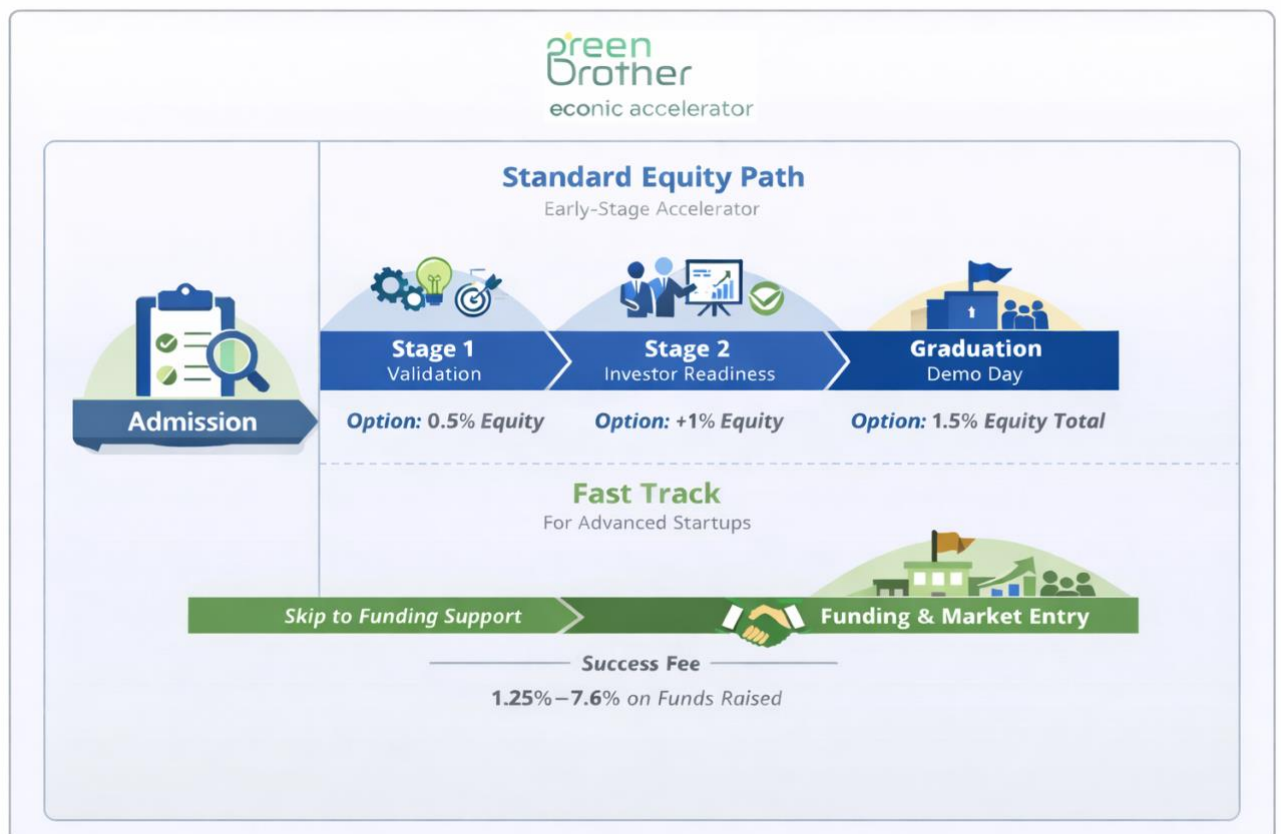 green
brother
econic accelerator
Standard Equity Path
Early-Stage Accelerator
Stage 1
Validation
Stage 2
Investor Readiness
Graduation
Demo Day
Admission
Option: 0.5% Equity
Option: +1% Equity
Option: 1.5% Equity Total
Fast Track
For Advanced Startups
Skip to Funding Support
Funding & Market Entry
Success Fee
1.25%–7.6% on Funds Raised